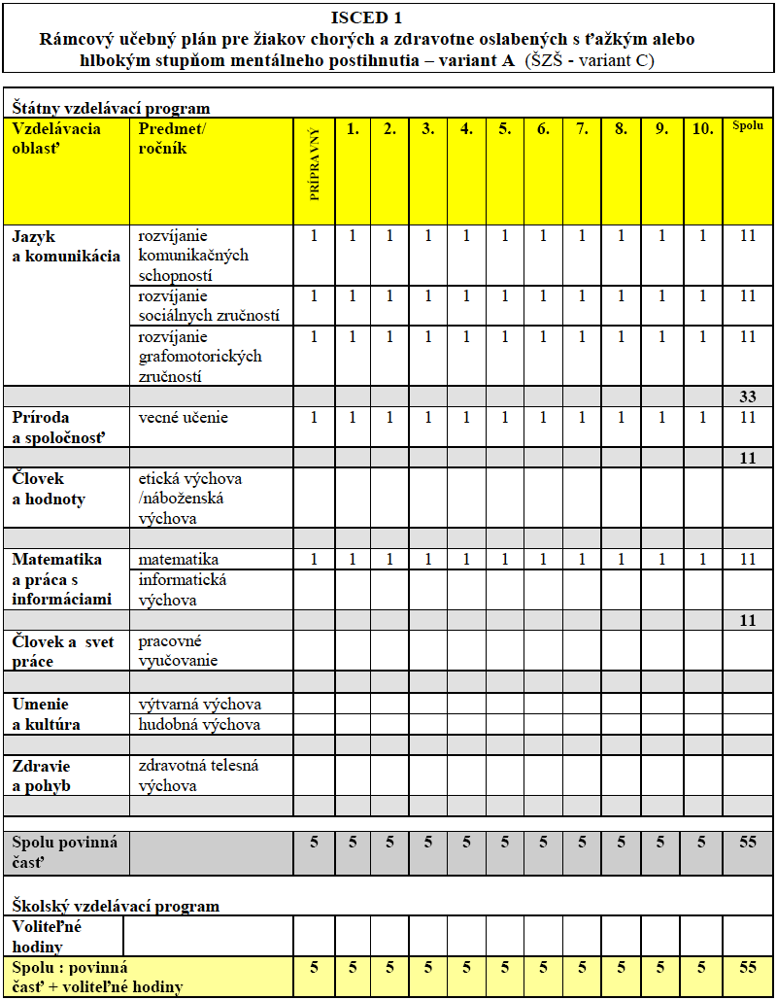 ISCED 1
Rámcový učebný plán pre žiakov chorých a zdravotne oslabených s ťažkým alebo
hlbokým stupňom mentálneho postihnutia – variant A (ŠZŠ - variant C)
Štátny vzdelávací program
Vzdelávacia oblasť Predmet/ ročník PRÍPRAVNÝ 1. 2. 3. 4. 5. 6. 7. 8. 9. 10. Spolu
Jazyk
a komunikácia
rozvíjanie
komunikačných
schopností
1 1 1 1 1 1 1 1 1 1 1 11
rozvíjanie
sociálnych zručností
1 1 1 1 1 1 1 1 1 1 1 11
rozvíjanie
grafomotorických
zručností
1 1 1 1 1 1 1 1 1 1 1 11
33
Príroda
a spoločnosť
vecné učenie 1 1 1 1 1 1 1 1 1 1 1 11
11
Človek
a hodnoty
etická výchova
/náboženská
výchova
Matematika
a práca s
informáciami
matematika 1 1 1 1 1 1 1 1 1 1 1 11
informatická
výchova
11
Človek a svet
práce
pracovné
vyučovanie
Umenie
a kultúra
výtvarná výchova
hudobná výchova
Zdravie
a pohyb
zdravotná telesná
výchova
Spolu povinná
časť
5 5 5 5 5 5 5 5 5 5 5 55
Školský vzdelávací program
Voliteľné
hodiny
Spolu : povinná
časť + voliteľné hodiny
5 5 5 5 5 5 5 5 5 5 5 55